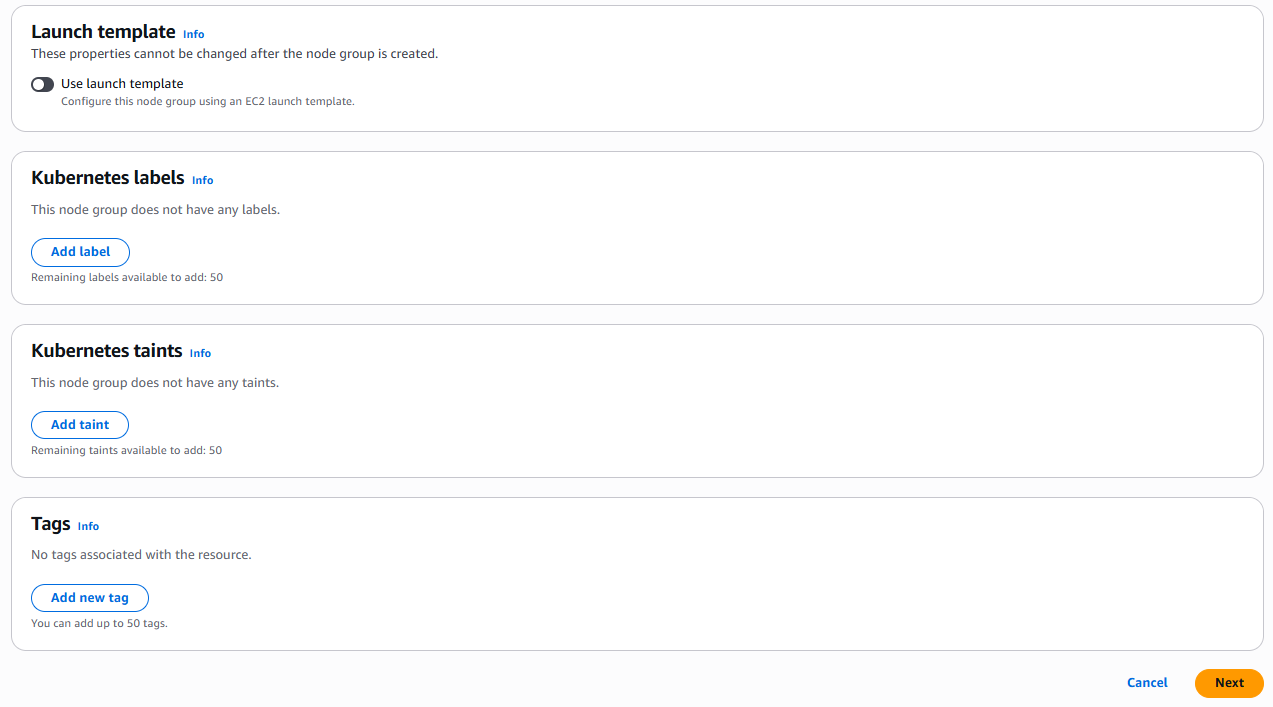 Launch template Info
These properties cannot be changed after the node group is created.
Use launch template
Configure this node group using an EC2 launch template.
Kubernetes labels Info
This node group does not have any labels.
Add label
Remaining labels available to add: 50
Kubernetes taints Info
This node group does not have any taints.
Add taint
Remaining taints available to add: 50
Tags Info
No tags associated with the resource.
Add new tag
You can add up to 50 tags.
Cancel Next